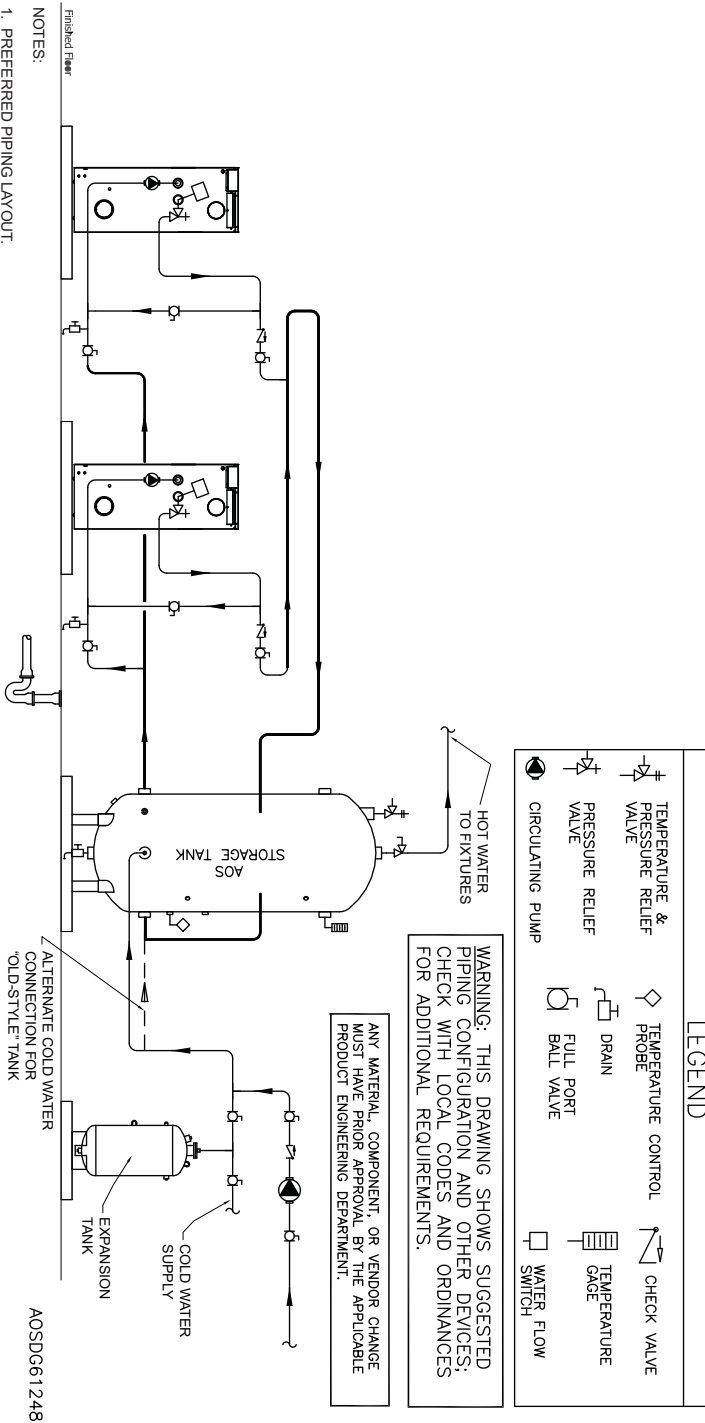 LEGEND
TEMPERATURE &
PRESSURE RELIEF
VALVE
PRESSURE RELIEF
VALVE
CIRCULATING PUMP
TEMPERATURE CONTROL
PROBE
DRAIN
FULL PORT
BALL VALVE
CHECK VALVE
TEMPERATURE
GAGE
WATER FLOW
SWITCH
WARNING: THIS DRAWING SHOWS SUGGESTED
PIPING CONFIGURATION AND OTHER DEVICES;
CHECK WITH LOCAL CODES AND ORDINANCES
FOR ADDITIONAL REQUIREMENTS.
ANY MATERIAL, COMPONENT, OR VENDOR CHANGE
MUST HAVE PRIOR APPROVAL BY THE APPLICABLE
PRODUCT ENGINEERING DEPARTMENT.
HOT WATER
TO FIXTURES
AOS
STORAGE TANK
COLD WATER
SUPPLY
EXPANSION
TANK
ALTERNATE COLD WATER
CONNECTION FOR
"OLD-STYLE" TANK
Finished Floor
NOTES:
1. PREFERRED PIPING LAYOUT.
AOSDG61248